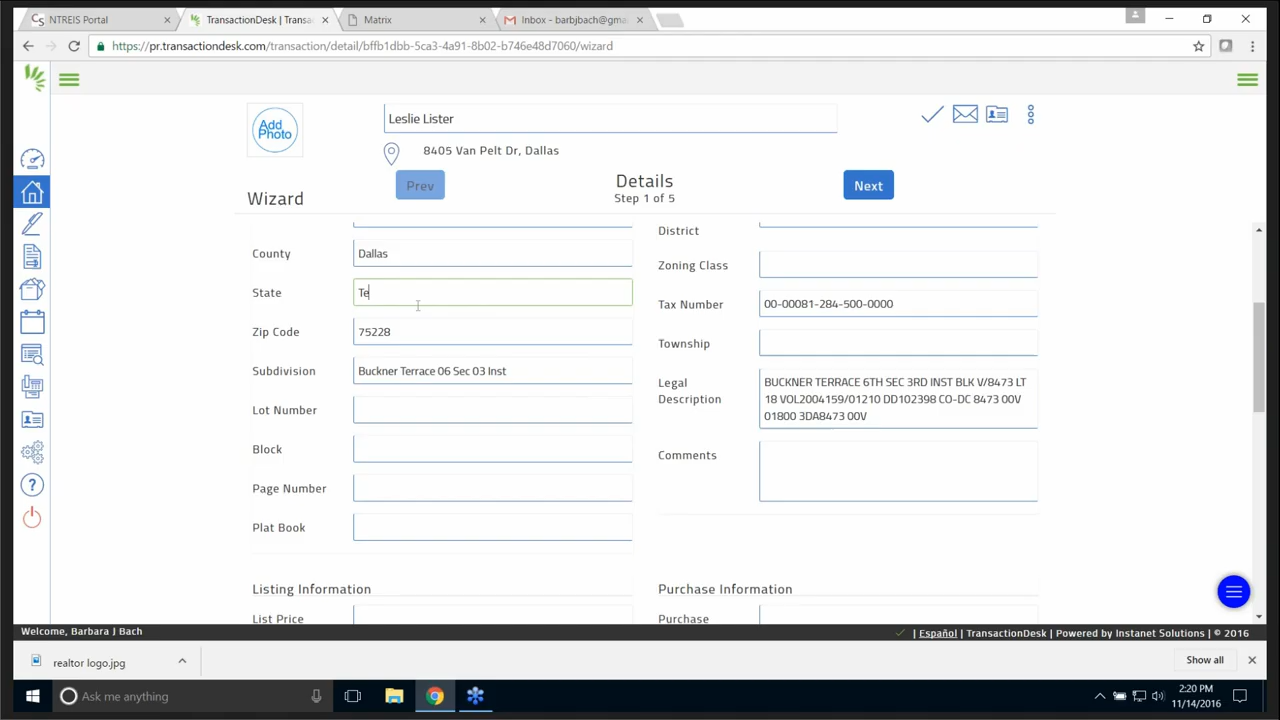 NTREIS Portal
TransactionDesk | Transa
Matrix
Inbox - barbjbach@gma
https://pr.transactiondesk.com/transaction/detail/bffb1dbb-5ca3-4a91-8b02-b746e48d7060/wizard
Add Photo
Leslie Lister
8405 Van Pelt Dr, Dallas
Wizard
Prev
Details
Step 1 of 5
Next
County
Dallas
State
Te
Zip Code
75228
Subdivision
Buckner Terrace 06 Sec 03 Inst
Lot Number
Block
Page Number
Plat Book
District
Zoning Class
Tax Number
00-00081-284-500-0000
Township
Legal
Description
BUCKNER TERRACE 6TH SEC 3RD INST BLK V/8473 LT
18 VOL2004159/01210 DD102398 CO-DC 8473 00V
01800 3DA8473 00V
Comments
Listing Information
List Price
Purchase Information
Purchase
Welcome, Barbara J Bach
| Español | TransactionDesk | Powered by Instanet Solutions | © 2016
realtor logo.jpg
Show all
Ask me anything
2:20 PM
11/14/2016